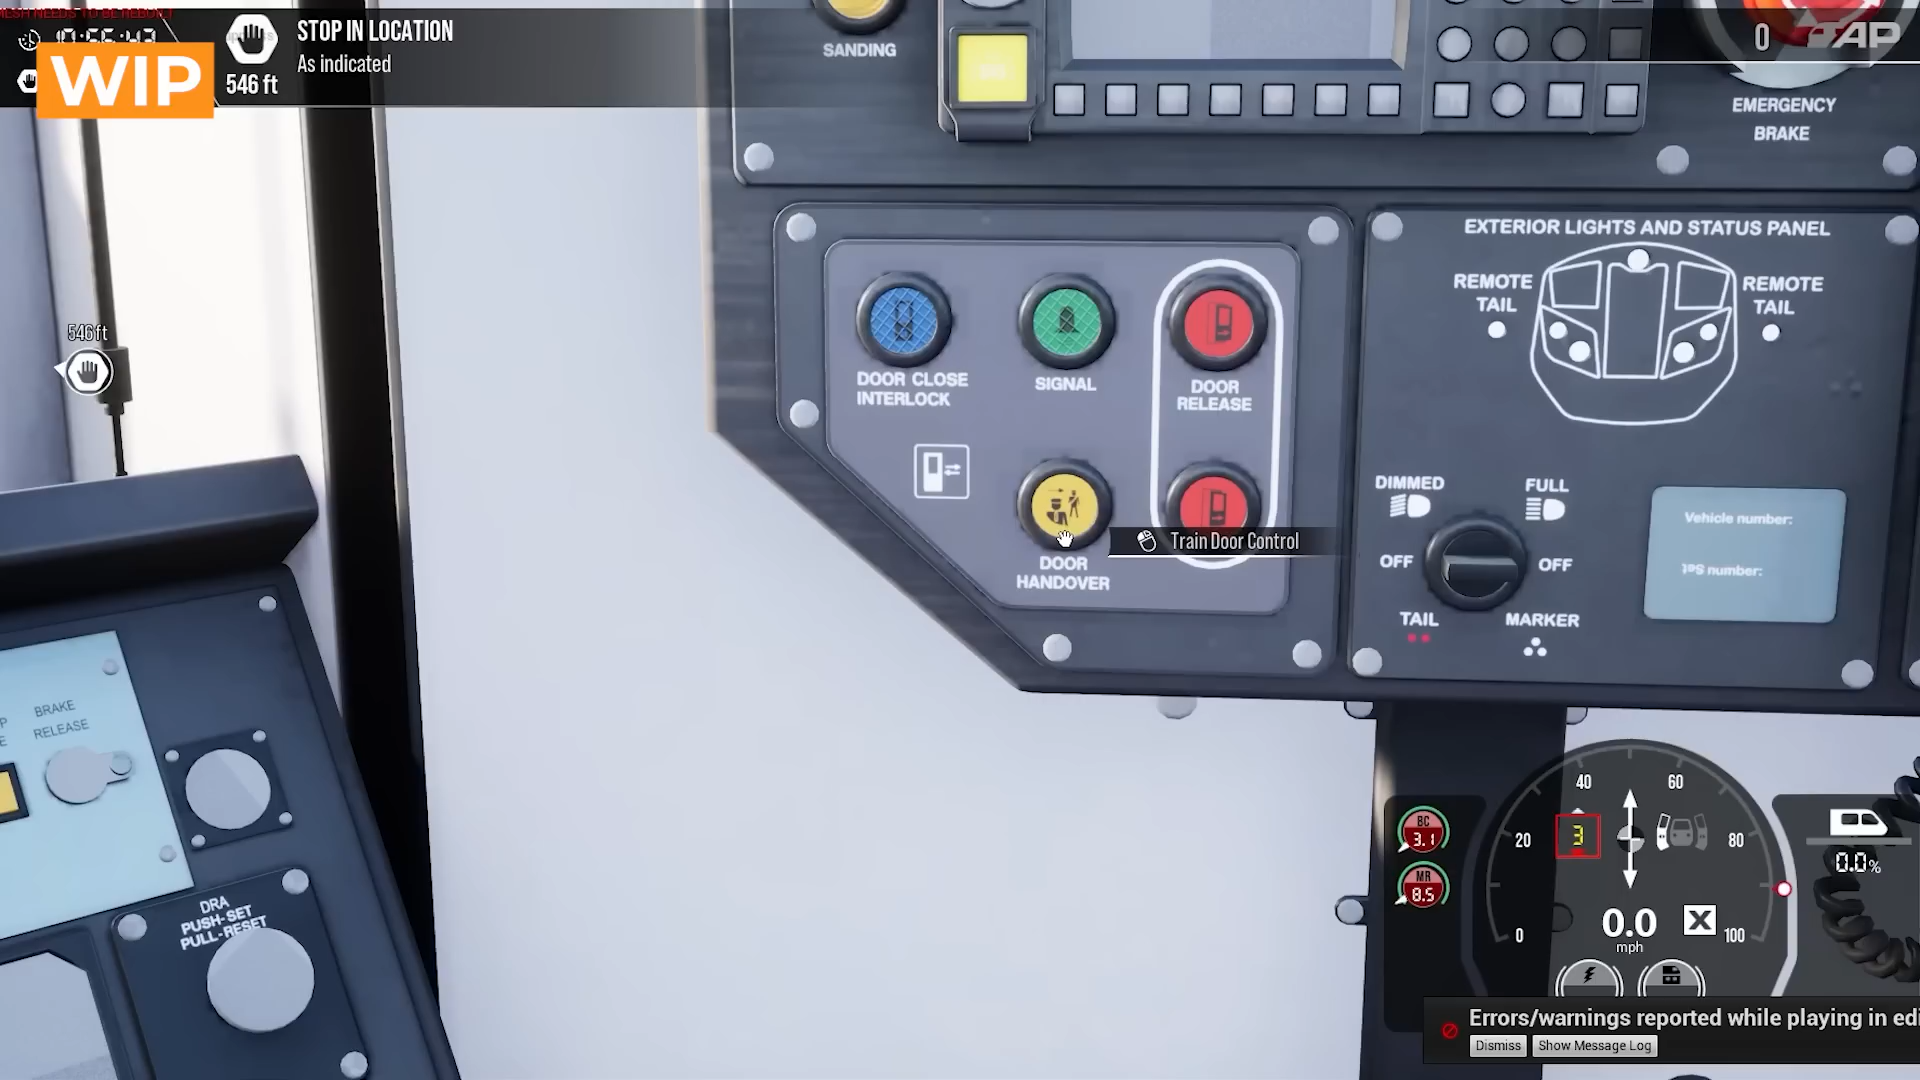 STOP IN LOCATION
As indicated
546 ft
WIP
0
SANDING
EMERGENCY
BRAKE
EXTERIOR LIGHTS AND STATUS PANEL
REMOTE
TAIL
REMOTE
TAIL
546ft
DOOR CLOSE
INTERLOCK
SIGNAL
DOOR
RELEASE
DIMMED
FULL
Train Door Control
DOOR
HANDOVER
OFF
OFF
TAIL
MARKER
Vehicle number:
number:
BRAKE
RELEASE
DRA
PUSH-SET
PULL-RESET
BC
3.1
MR
8.5
0
20
40
60
80
100
3
0.0
mph
X
0.0%
Errors/warnings reported while playing in edi
Dismiss
Show Message Log